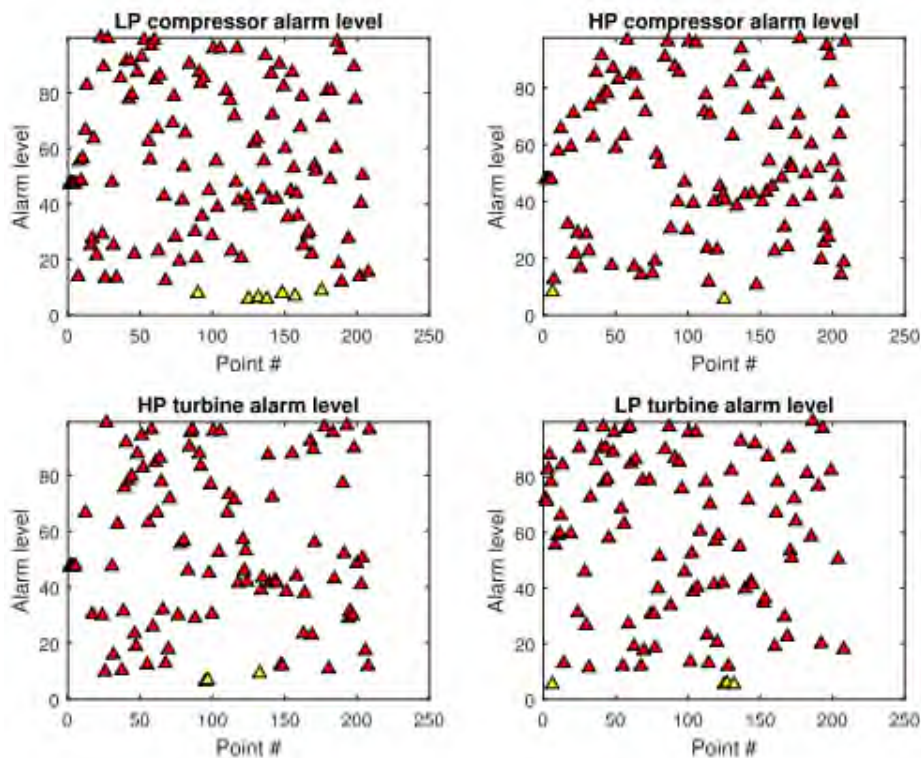 LP compressor alarm level
Alarm level
80
60
40
20
0
0 50 100 150 200 250
Point #
HP compressor alarm level
Alarm level
80
60
40
20
0
0 50 100 150 200 250
Point #
HP turbine alarm level
Alarm level
80
60
40
20
0
0 50 100 150 200 250
Point #
LP turbine alarm level
Alarm level
80
60
40
20
0
0 50 100 150 200 250
Point #